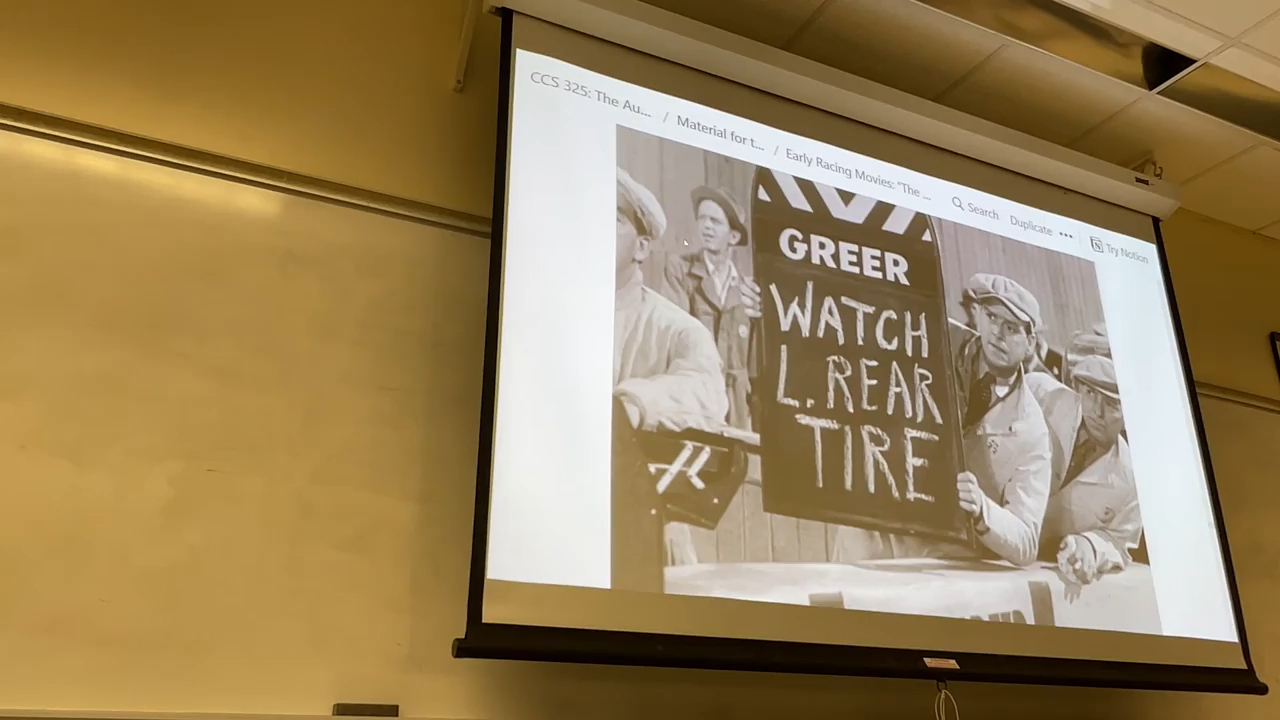 CCS 325: The Au... / Material for t... / Early Racing Movies: "The ... Search Duplicate ••• Try Notion
GREER
WATCH
L. REAR
TIRE